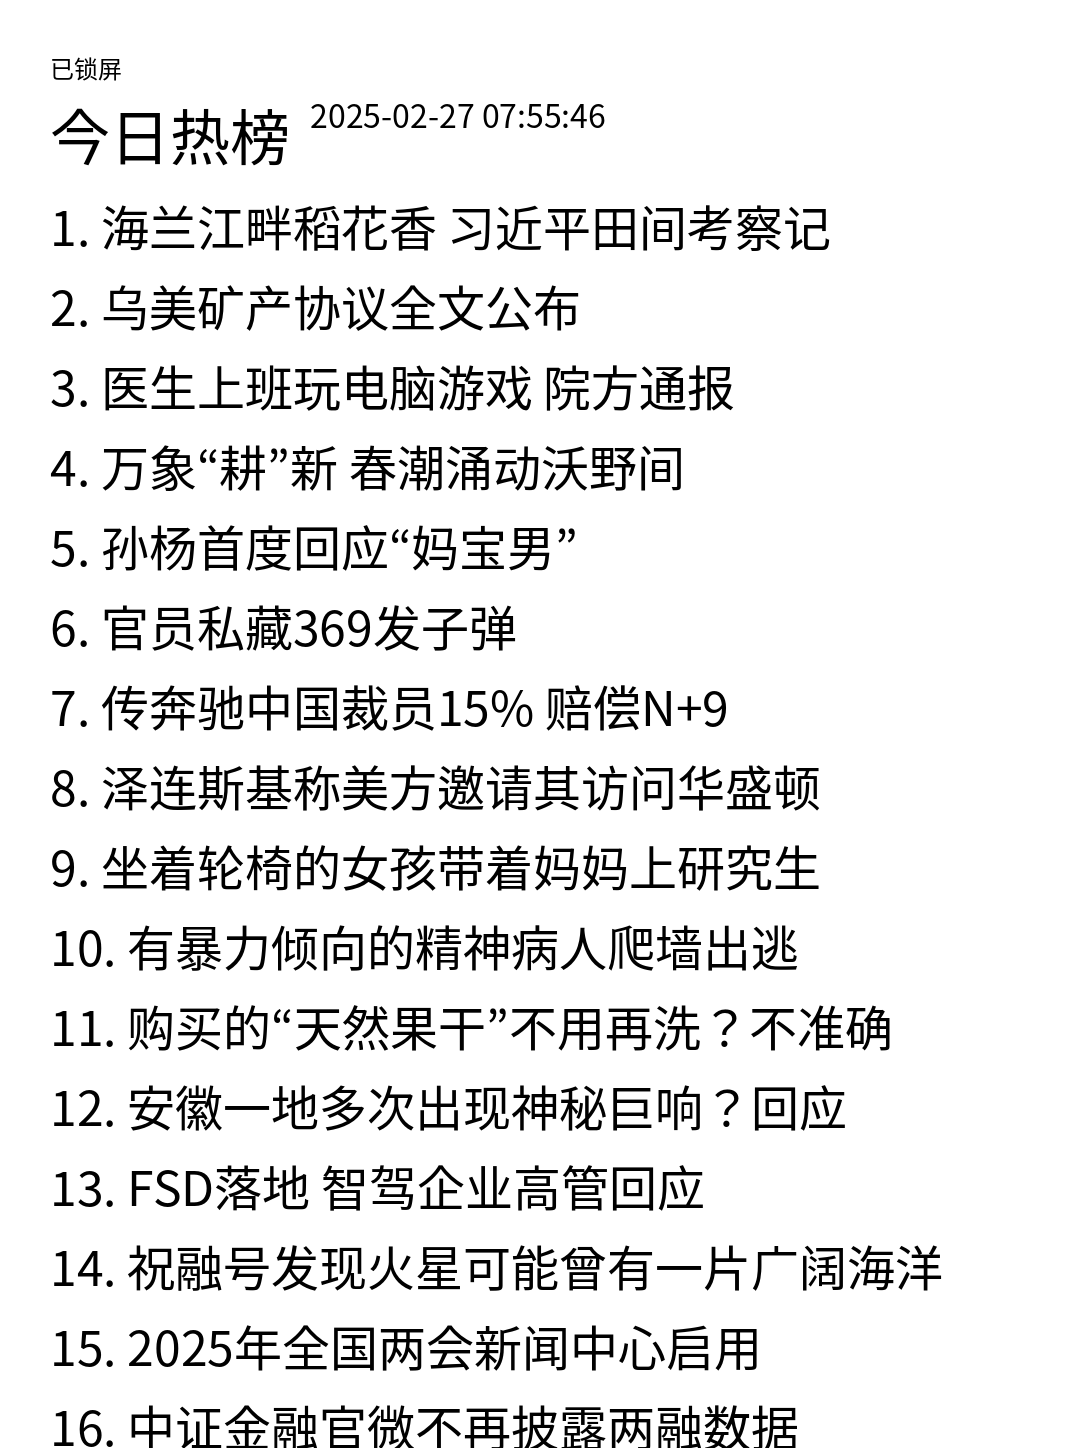 已锁屏
今日热榜 2025-02-27 07:55:46
1. 海兰江畔稻花香 习近平田间考察记
2. 乌美矿产协议全文公布
3. 医生上班玩电脑游戏 院方通报
4. 万象“耕”新 春潮涌动沃野间
5. 孙杨首度回应“妈宝男”
6. 官员私藏369发子弹
7. 传奔驰中国裁员15% 赔偿N+9
8. 泽连斯基称美方邀请其访问华盛顿
9. 坐着轮椅的女孩带着妈妈上研究生
10. 有暴力倾向的精神病人爬墙出逃
11. 购买的“天然果干”不用再洗？不准确
12. 安徽一地多次出现神秘巨响？回应
13. FSD落地 智驾企业高管回应
14. 祝融号发现火星可能曾有一片广阔海洋
15. 2025年全国两会新闻中心启用
16. 中证金融官微不再披露两融数据